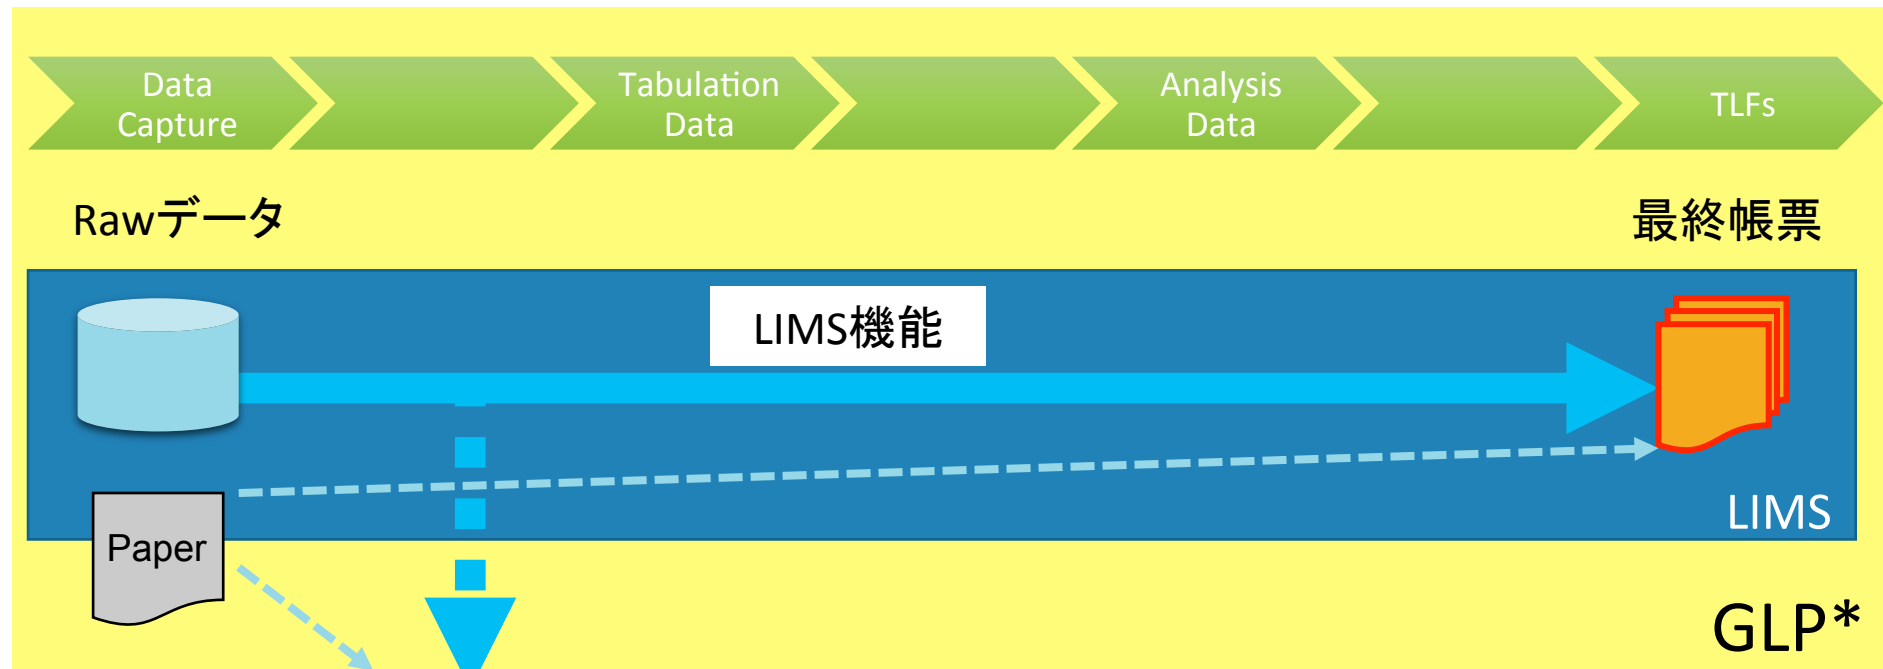 Data
Capture
Tabulation
Data
Analysis
Data
TLFs
Rawデータ
最終帳票
LIMS機能
LIMS
Paper
GLP*